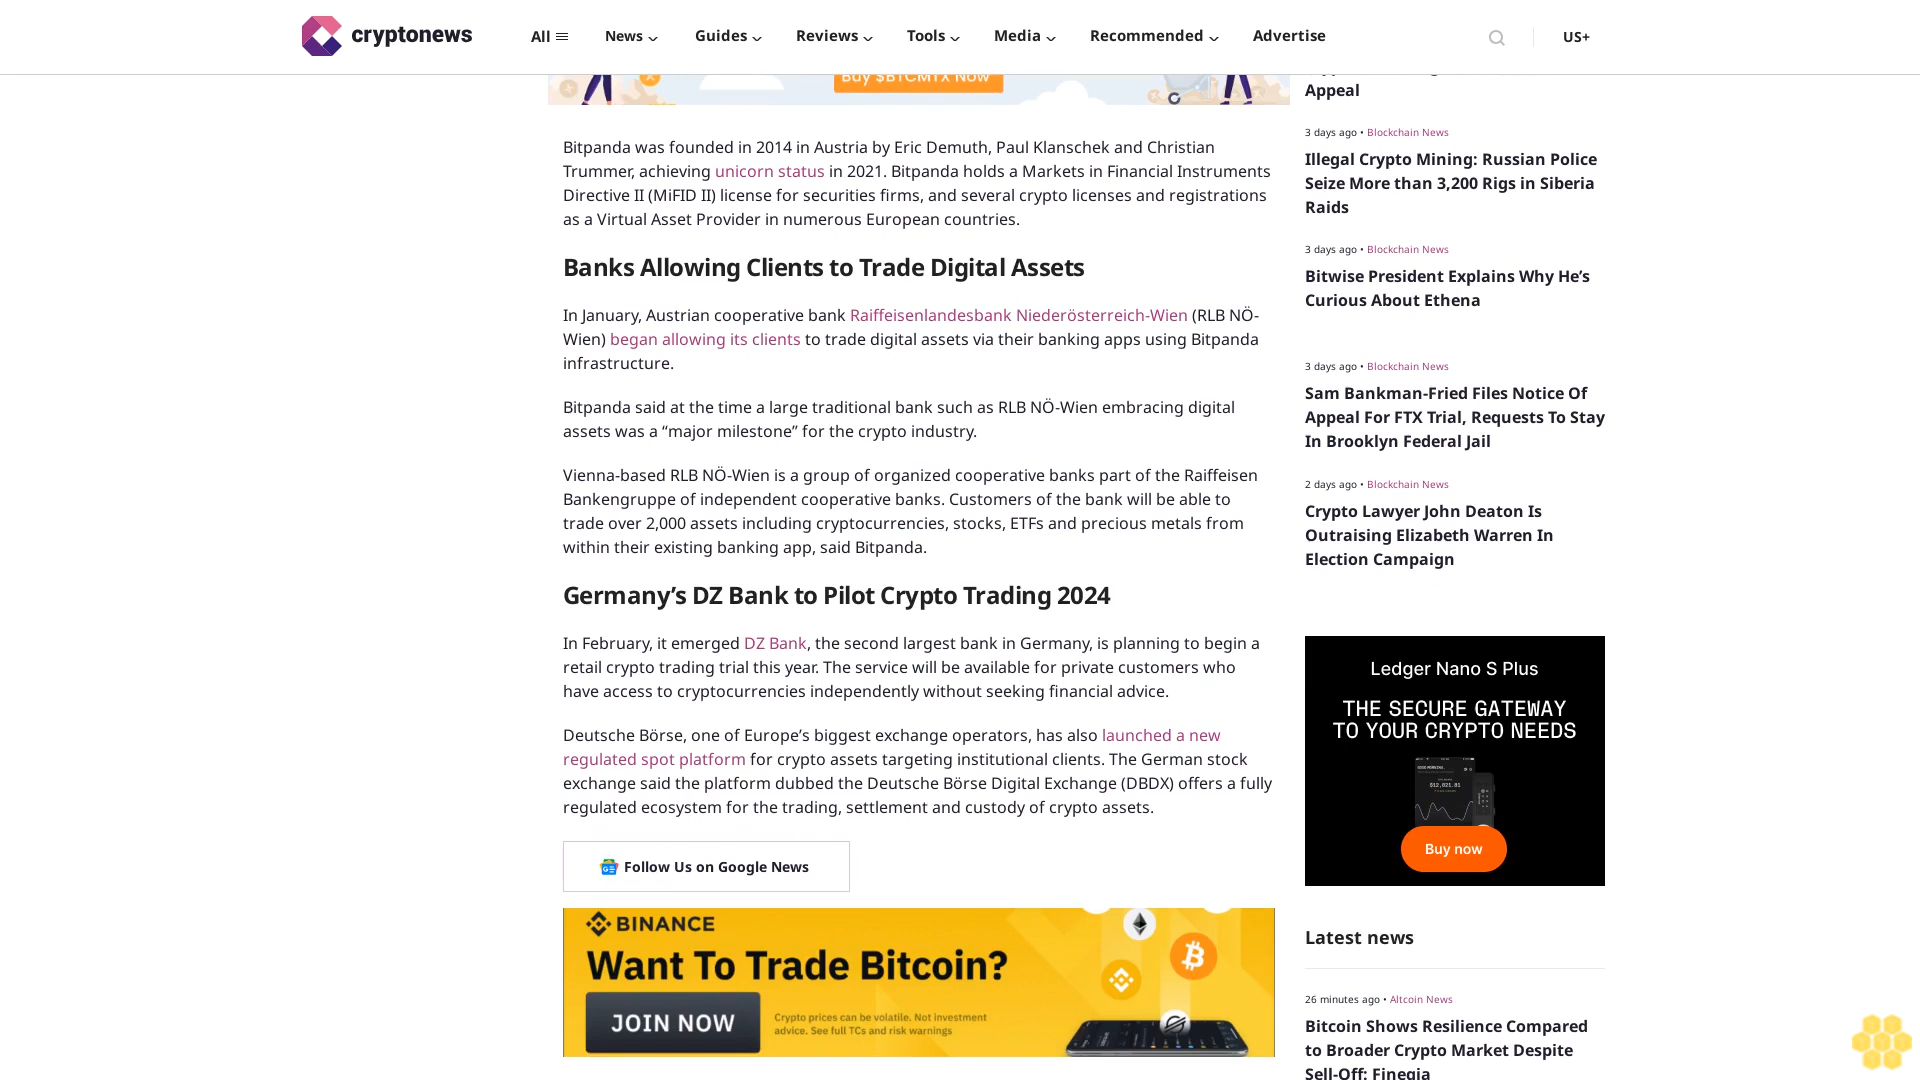 cryptonews
All
News
Guides
Reviews
Tools
Media
Recommended
Advertise
US+
Buy $BTCMTX Now
Bitpanda was founded in 2014 in Austria by Eric Demuth, Paul Klanschek and Christian
Trummer, achieving unicorn status in 2021. Bitpanda holds a Markets in Financial Instruments
Directive II (MiFID II) license for securities firms, and several crypto licenses and registrations
as a Virtual Asset Provider in numerous European countries.
Banks Allowing Clients to Trade Digital Assets
In January, Austrian cooperative bank Raiffeisenlandesbank Niederösterreich-Wien (RLB NÖ-
Wien) began allowing its clients to trade digital assets via their banking apps using Bitpanda
infrastructure.
Bitpanda said at the time a large traditional bank such as RLB NÖ-Wien embracing digital
assets was a “major milestone” for the crypto industry.
Vienna-based RLB NÖ-Wien is a group of organized cooperative banks part of the Raiffeisen
Bankengruppe of independent cooperative banks. Customers of the bank will be able to
trade over 2,000 assets including cryptocurrencies, stocks, ETFs and precious metals from
within their existing banking app, said Bitpanda.
Germany’s DZ Bank to Pilot Crypto Trading 2024
In February, it emerged DZ Bank, the second largest bank in Germany, is planning to begin a
retail crypto trading trial this year. The service will be available for private customers who
have access to cryptocurrencies independently without seeking financial advice.
Deutsche Börse, one of Europe’s biggest exchange operators, has also launched a new
regulated spot platform for crypto assets targeting institutional clients. The German stock
exchange said the platform dubbed the Deutsche Börse Digital Exchange (DBDX) offers a fully
regulated ecosystem for the trading, settlement and custody of crypto assets.
Follow Us on Google News
BINANCE
Want To Trade Bitcoin?
JOIN NOW
Crypto prices can be volatile. Not investment
advice. See full TCs and risk warnings
Appeal
3 days ago • Blockchain News
Illegal Crypto Mining: Russian Police
Seize More than 3,200 Rigs in Siberia
Raids
3 days ago • Blockchain News
Bitwise President Explains Why He’s
Curious About Ethena
3 days ago • Blockchain News
Sam Bankman-Fried Files Notice Of
Appeal For FTX Trial, Requests To Stay
In Brooklyn Federal Jail
2 days ago • Blockchain News
Crypto Lawyer John Deaton Is
Outraising Elizabeth Warren In
Election Campaign
Ledger Nano S Plus
THE SECURE GATEWAY
TO YOUR CRYPTO NEEDS
$12,021.81
Buy now
Latest news
26 minutes ago • Altcoin News
Bitcoin Shows Resilience Compared
to Broader Crypto Market Despite
Sell-Off: Finegia